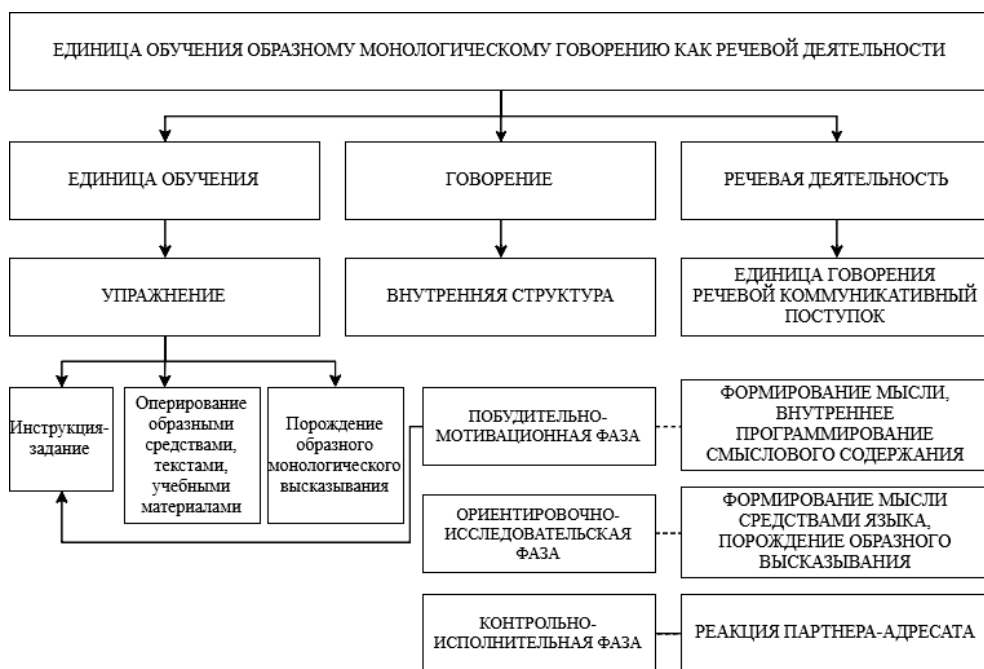 ЕДИНИЦА ОБУЧЕНИЯ ОБРАЗНОМУ МОНОЛОГИЧЕСКОМУ ГОВОРЕНИЮ КАК РЕЧЕВОЙ ДЕЯТЕЛЬНОСТИ
ЕДИНИЦА ОБУЧЕНИЯ
ГОВОРЕНИЕ
РЕЧЕВАЯ ДЕЯТЕЛЬНОСТЬ
УПРАЖНЕНИЕ
ВНУТРЕННЯЯ СТРУКТУРА
ЕДИНИЦА ГОВОРЕНИЯ
РЕЧЕВОЙ КОММУНИКАТИВНЫЙ
ПОСТУПОК
Инструкция-
задание
Оперирование
образными
средствами,
текстами,
учебными
материалами
Порождение
образного
монологического
высказывания
ПОБУДИТЕЛЬНО-
МОТИВАЦИОННАЯ ФАЗА
ФОРМИРОВАНИЕ МЫСЛИ,
ВНУТРЕННЕЕ
ПРОГРАММИРОВАНИЕ
СМЫСЛОВОГО СОДЕРЖАНИЯ
ОРИЕНТИРОВОЧНО-
ИССЛЕДОВАТЕЛЬСКАЯ
ФАЗА
ФОРМИРОВАНИЕ МЫСЛИ
СРЕДСТВАМИ ЯЗЫКА,
ПОРОЖДЕНИЕ ОБРАЗНОГО
ВЫСКАЗЫВАНИЯ
КОНТРОЛЬНО-
ИСПОЛНИТЕЛЬНАЯ ФАЗА
РЕАКЦИЯ ПАРТНЕРА-АДРЕСАТА